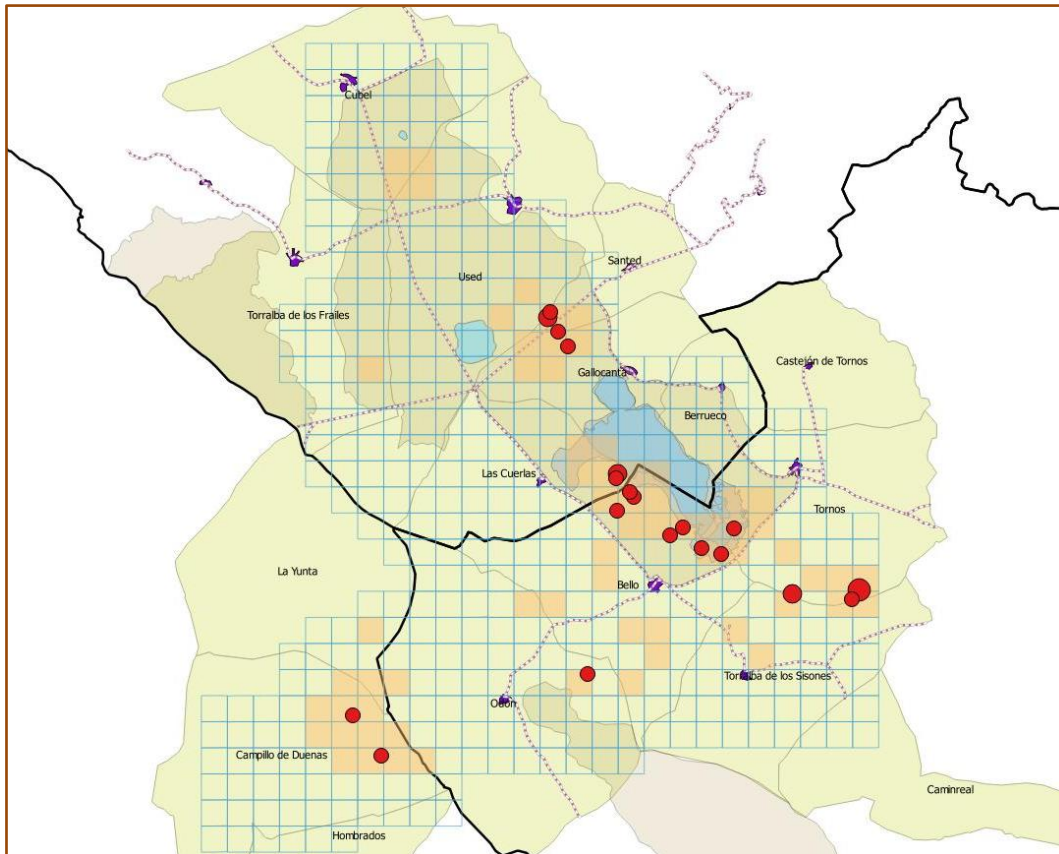 Cubel
Used
Santed
Torralba de los Frailes
Castejón de Tornos
Gallocanta
Berrueco
Las Cuerlas
Tornos
La Yunta
Bello
Torralba de los Sisones
Odón
Campillo de Duenas
Caminreal
Hombrados